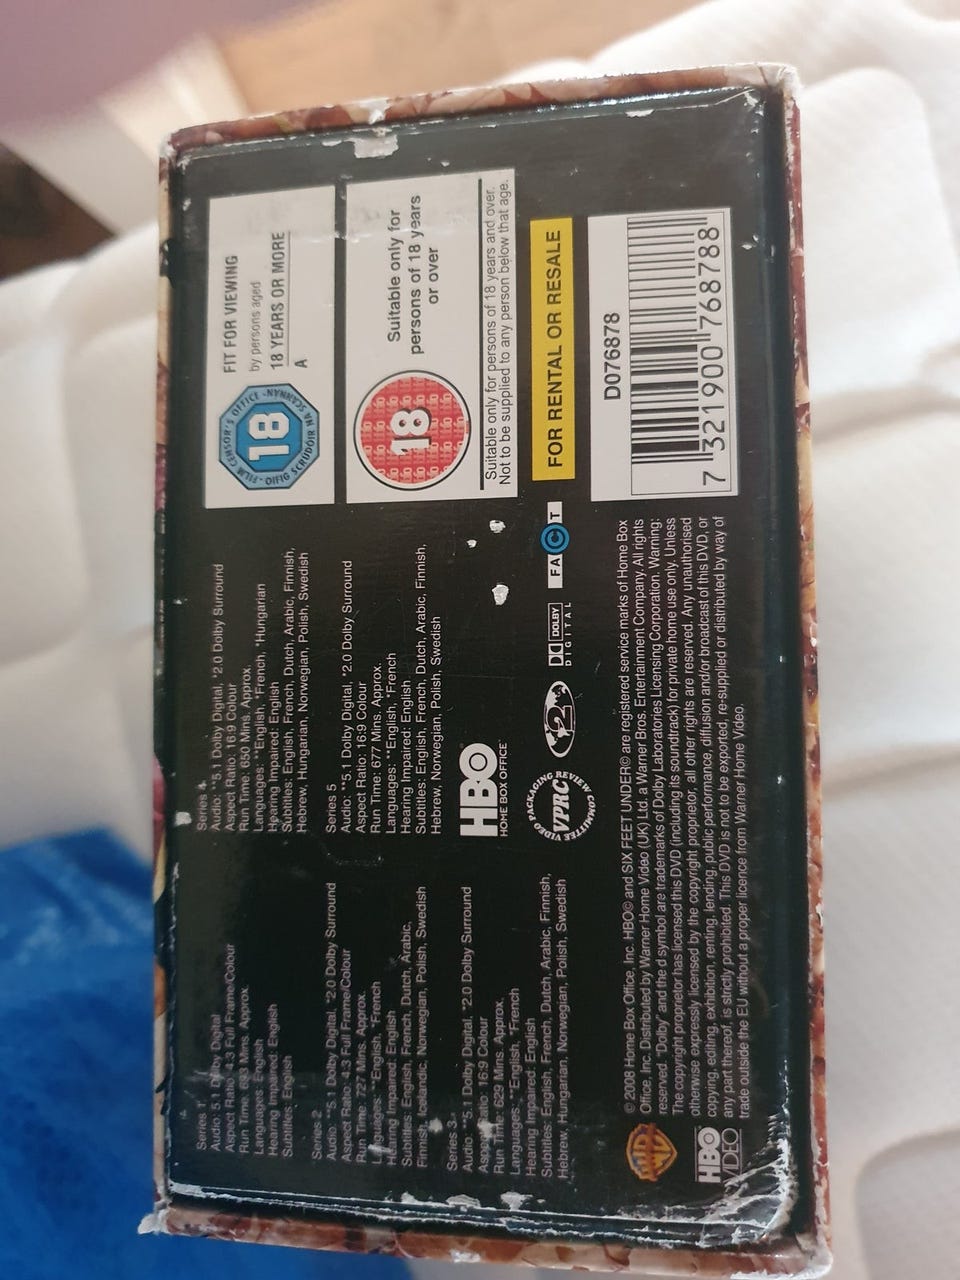 Series 1
Audio: 5.1 Dolby Digital
Aspect Ratio: 4:3 Full Frame/Colour
Run Time: 633 Mins. Approx.
Languages: English
Hearing Impaired: English
Subtitles: English
Series 2
Audio: **5.1 Dolby Digital, *2.0 Dolby Surround
Aspect Ratio: 4:3 Full Frame/Colour
Run Time: 727 Mins. Approx.
Languages: **English, *French
Hearing Impaired: English
Subtitles: English, French, Dutch, Arabic,
Finnish, Icelandic, Norwegian, Polish, Swedish
Series 3
Audio: **5.1 Dolby Digital, *2.0 Dolby Surround
Aspect Ratio: 16:9 Colour
Run Time: 629 Mins. Approx.
Languages: **English, *French
Hearing Impaired: English
Subtitles: English, French, Dutch, Arabic, Finnish,
Hebrew, Hungarian, Norwegian, Polish, Swedish
Series 4
Audio: **5.1 Dolby Digital, *2.0 Dolby Surround
Aspect Ratio: 16:9 Colour
Run Time: 650 Mins. Approx.
Languages: **English, *French, *Hungarian
Hearing Impaired: English
Subtitles: English, French, Dutch, Arabic, Finnish,
Hebrew, Hungarian, Norwegian, Polish, Swedish
Series 5
Audio: **5.1 Dolby Digital, *2.0 Dolby Surround
Aspect Ratio: 16:9 Colour
Run Time: 677 Mins. Approx.
Languages: **English, *French
Hearing Impaired: English
Subtitles: English, French, Dutch, Arabic, Finnish,
Hebrew, Norwegian, Polish, Swedish
HBO
HOME BOX OFFICE
VIDEO PACKAGING REVIEW COMMITTEE
VPRC
2
DOLBY
DIGITAL
FACT
FILM CENSOR'S OFFICE - OIFIG SCRÚDÓIR NA SCANNÁN
18
FIT FOR VIEWING
by persons aged
18 YEARS OR MORE
A
18
Suitable only for
persons of 18 years
or over
Suitable only for persons of 18 years and over.
Not to be supplied to any person below that age.
FOR RENTAL OR RESALE
D076878
7 321900 768788
WB
HBO
VIDEO
© 2008 Home Box Office, Inc. HBO© and SIX FEET UNDER© are registered service marks of Home Box
Office, Inc. Distributed by Warner Home Video (UK) Ltd. a Warner Bros. Entertainment Company. All rights
reserved. "Dolby" and the d symbol are trademarks of Dolby Laboratories Licensing Corporation. Warning:
The copyright proprietor has licensed this DVD (including its soundtrack) for private home use only. Unless
otherwise expressly licensed by the copyright proprietor, all other rights are reserved. Any unauthorised
copying, editing, exhibition, renting, lending, public performance, diffusion and/or broadcast of this DVD, or
any part thereof, is strictly prohibited. This DVD is not to be exported, re-supplied or distributed by way of
trade outside the EU without a proper licence from Warner Home Video.